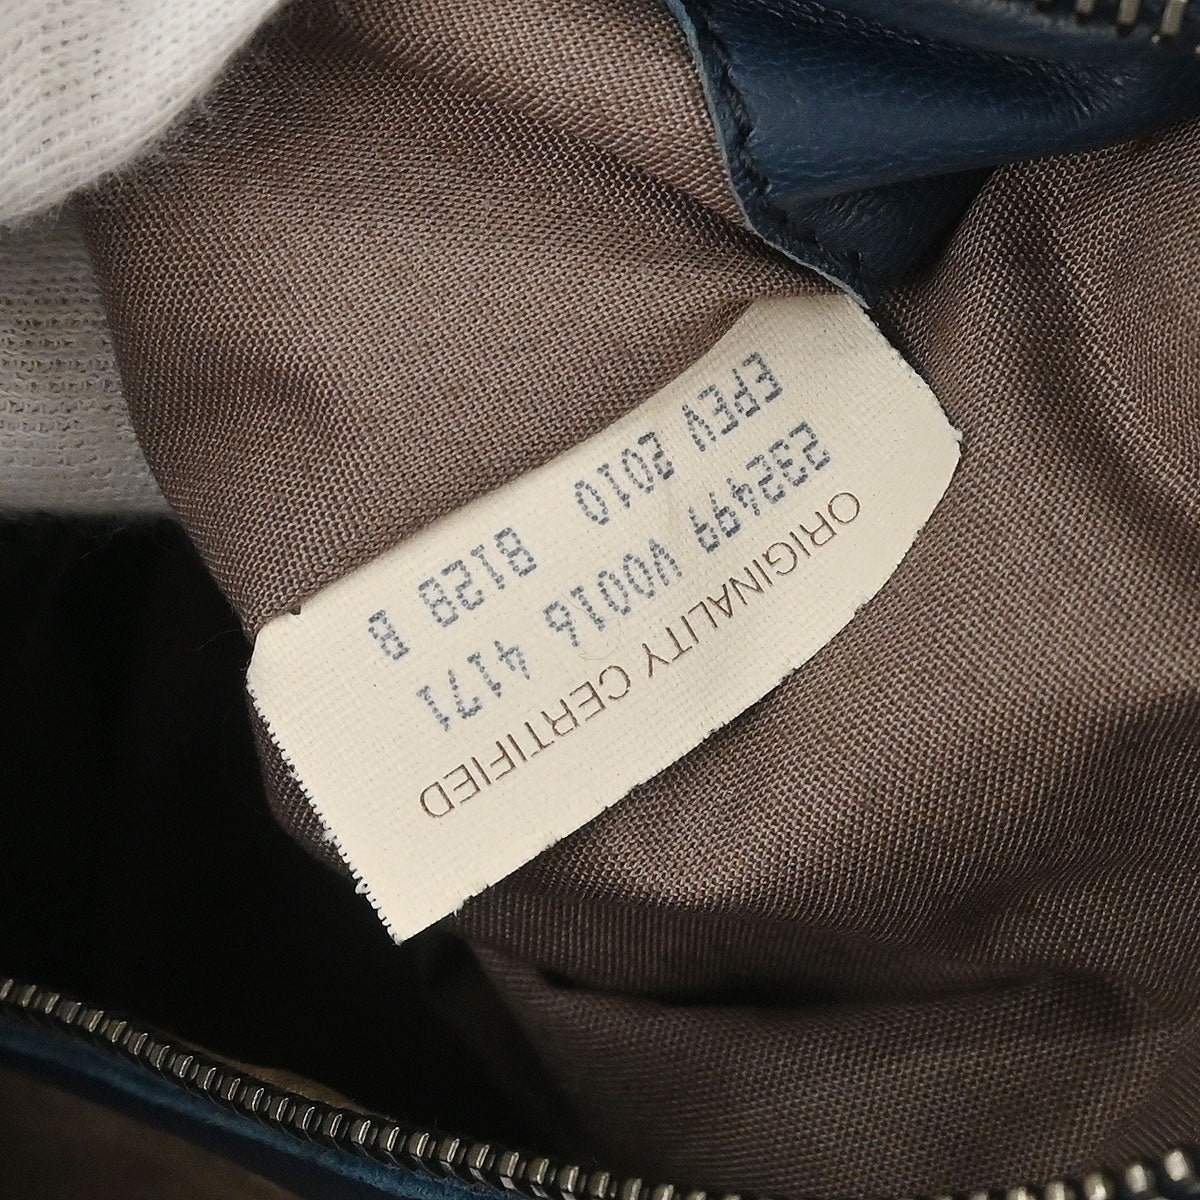 ORIGINALITY CERTIFIED
232499 V0016 4171
EPEV 2010 8128 B